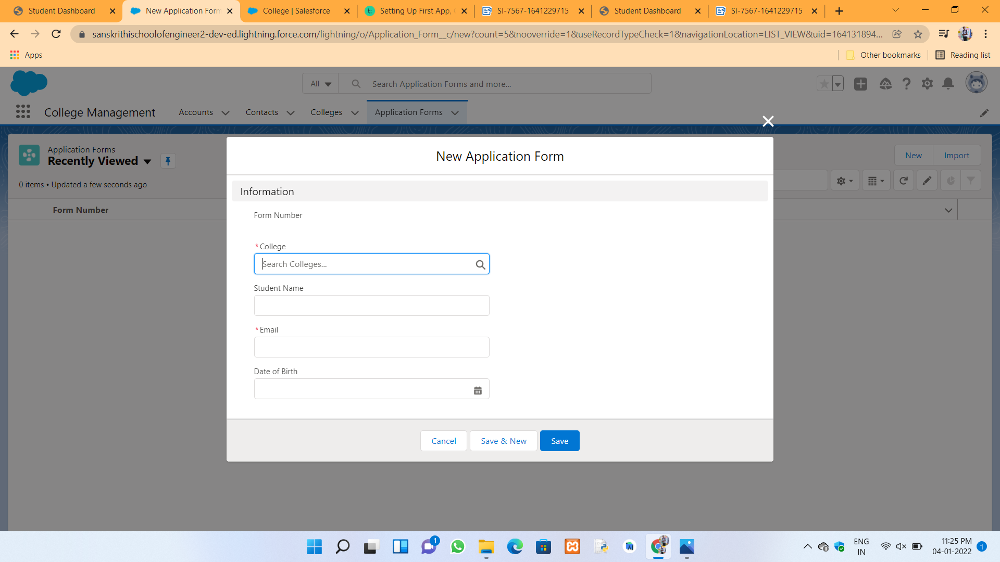 Student Dashboard
New Application Form
College | Salesforce
t: Setting Up First App,
SI-7567-1641229715
Student Dashboard
SI-7567-1641229715
sanskrithischoolofengineer2-dev-ed.lightning.force.com/lightning/o/Application_Form__c/new?count=5&nooverride=1&useRecordTypeCheck=1&navigationLocation=LIST_VIEW&uid=164131894...
Apps
Other bookmarks
Reading list
All
Search Application Forms and more...
College Management
Accounts
Contacts
Colleges
Application Forms
Application Forms
Recently Viewed
New
Import
0 items • Updated a few seconds ago
Form Number
New Application Form
Information
Form Number
*College
Search Colleges...
Student Name
*Email
Date of Birth
Cancel
Save & New
Save
1
ENG
IN
11:25 PM
04-01-2022
1